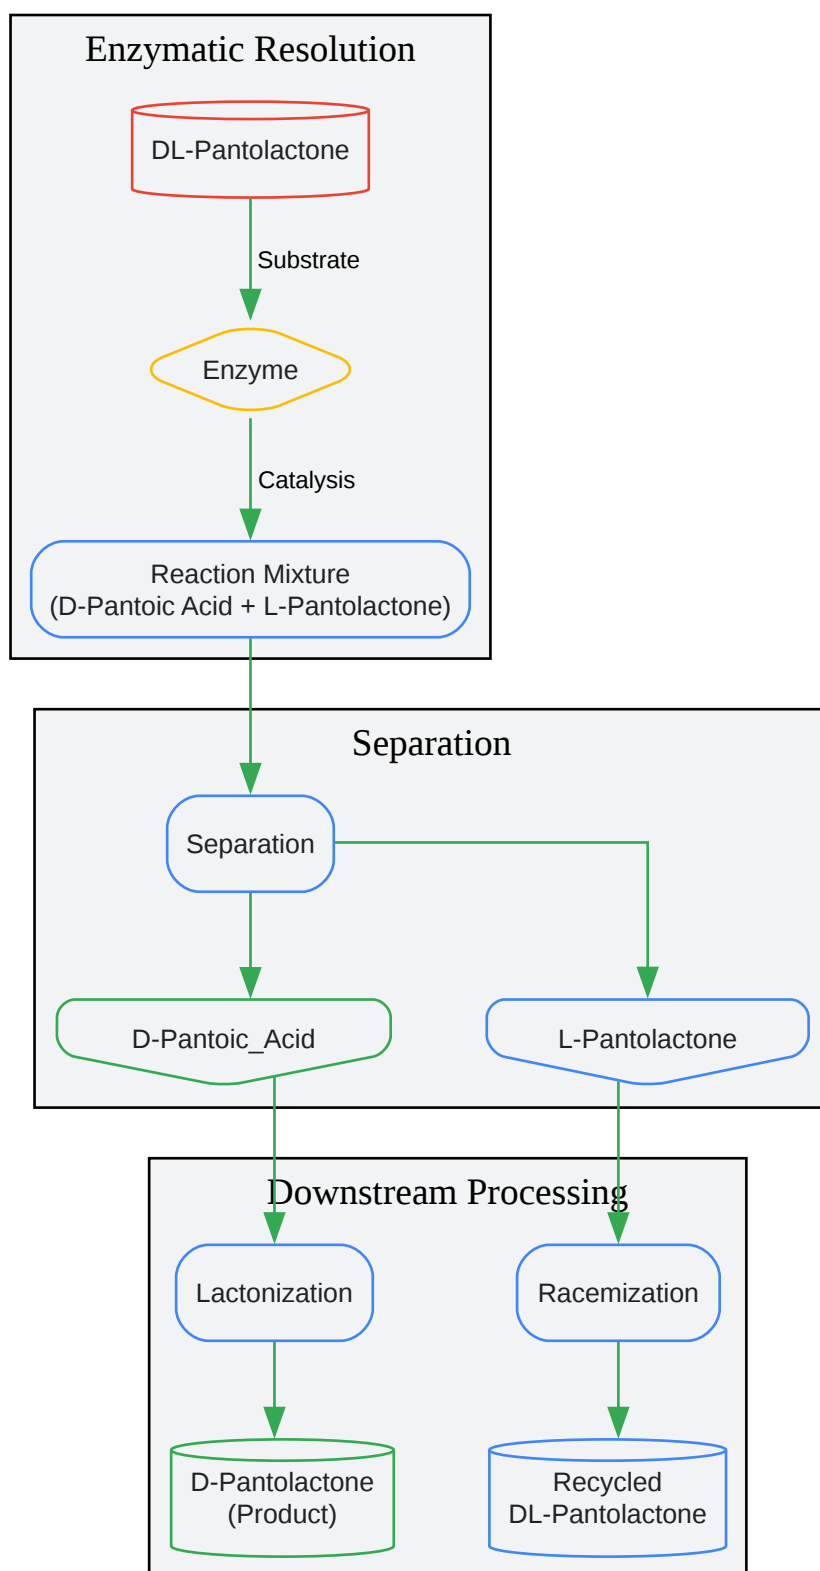 Enzymatic Resolution
DL-Pantolactone
Substrate
Enzyme
Catalysis
Reaction Mixture
(D-Pantoic Acid + L-Pantolactone)
Separation
Separation
D-Pantoic_Acid
L-Pantolactone
Downstream Processing
Lactonization
Racemization
D-Pantolactone
(Product)
Recycled
DL-Pantolactone